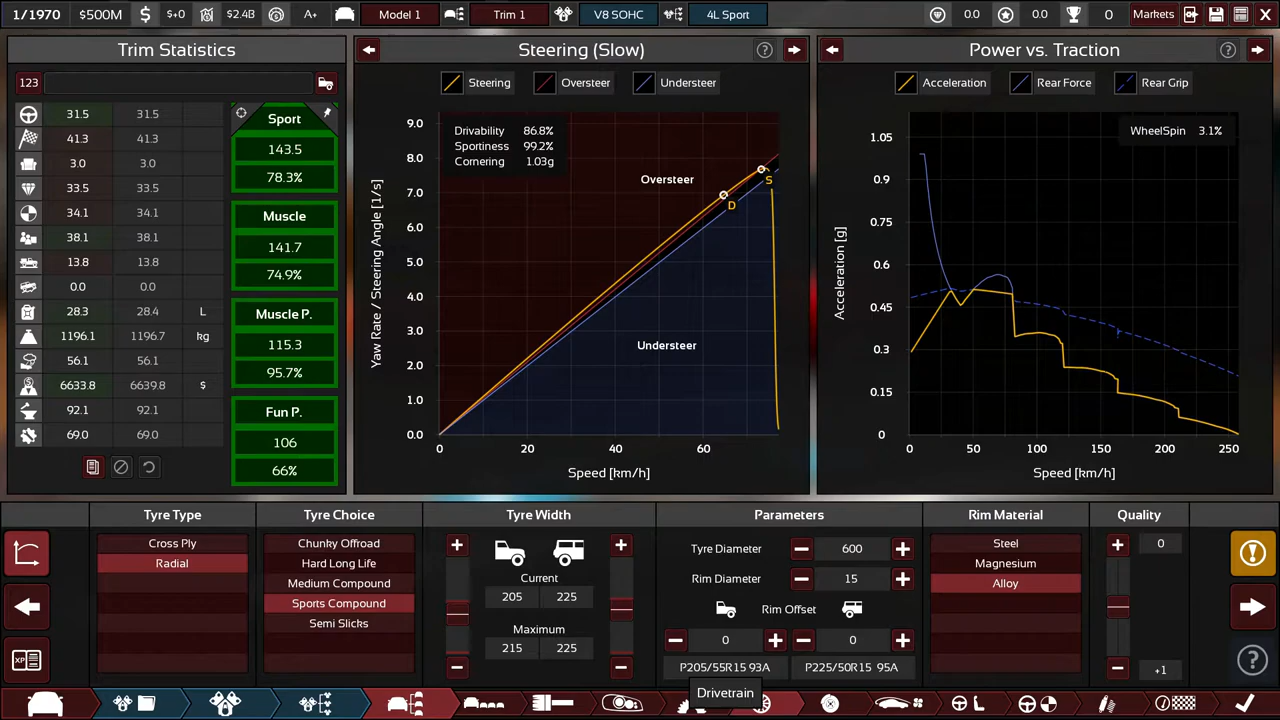 1/1970 $500M $+0 $2.4B A+ Model 1 Trim 1 V8 SOHC 4L Sport 0.0 0.0 0 Markets
Trim Statistics
123
31.5 31.5
41.3 41.3
3.0 3.0
33.5 33.5
34.1 34.1
38.1 38.1
13.8 13.8
0.0 0.0
28.3 28.4 L
1196.1 1196.7 kg
56.1 56.1
6633.8 6639.8 $
92.1 92.1
69.0 69.0
Sport
143.5
78.3%
Muscle
141.7
74.9%
Muscle P.
115.3
95.7%
Fun P.
106
66%
Steering (Slow) ?
Steering Oversteer Understeer
Drivability 86.8%
Sportiness 99.2%
Cornering 1.03g
Oversteer
S
D
Understeer
Yaw Rate / Steering Angle [1/s]
9.0
8.0
7.0
6.0
5.0
4.0
3.0
2.0
1.0
0.0
0 20 40 60
Speed [km/h]
Power vs. Traction ?
Acceleration Rear Force Rear Grip
WheelSpin 3.1%
Acceleration [g]
1.05
0.9
0.75
0.6
0.45
0.3
0.15
0
0 50 100 150 200 250
Speed [km/h]
Tyre Type
Cross Ply
Radial
Tyre Choice
Chunky Offroad
Hard Long Life
Medium Compound
Sports Compound
Semi Slicks
Tyre Width
Current
205 225
Maximum
215 225
Parameters
Tyre Diameter 600
Rim Diameter 15
Rim Offset
0 0
P205/55R15 93A P225/50R15 95A
Rim Material
Steel
Magnesium
Alloy
Quality
0
+1
XP
?
Drivetrain